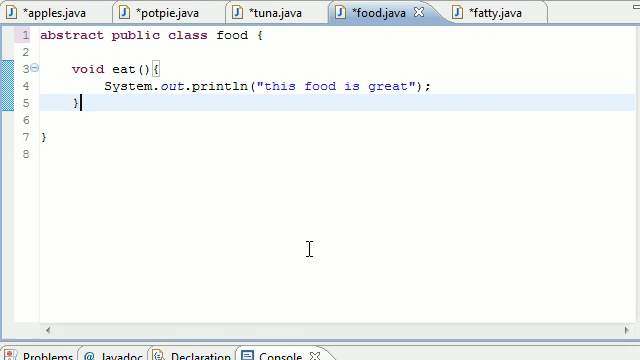 *apples.java *potpie.java *tuna.java *food.java *fatty.java
1 abstract public class food {
2
3 void eat(){
4 System.out.println("this food is great");
5 }
6
7 }
8
Problems @ Javadoc Declaration Console